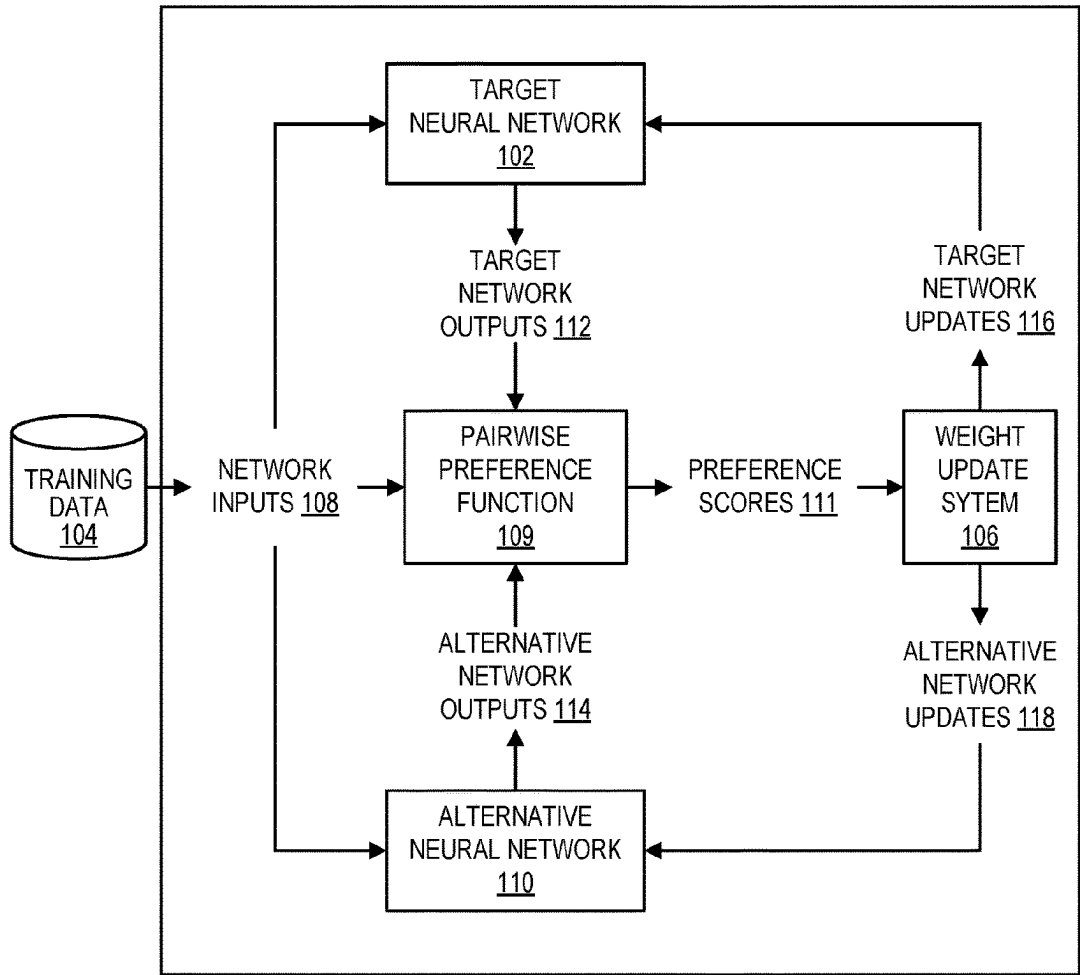 TARGET
NEURAL NETWORK
102
TARGET
NETWORK
OUTPUTS 112
TARGET
NETWORK
UPDATES 116
TRAINING
DATA
104
NETWORK
INPUTS 108
PAIRWISE
PREFERENCE
FUNCTION
109
PREFERENCE
SCORES 111
WEIGHT
UPDATE
SYTEM
106
ALTERNATIVE
NETWORK
OUTPUTS 114
ALTERNATIVE
NETWORK
UPDATES 118
ALTERNATIVE
NEURAL NETWORK
110